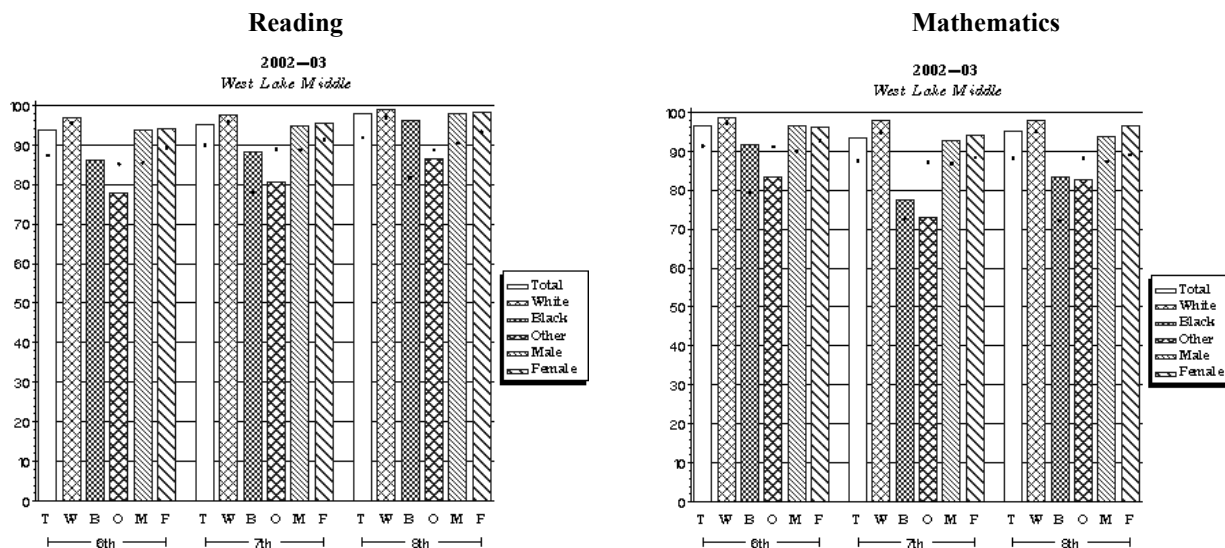 Reading
2002—03
West Lake Middle
100
90
80
70
60
50
40
30
20
10
0
T W B O M F T W B O M F T W B O M F
6th 7th 8th
Total
White
Black
Other
Male
Female
Mathematics
2002—03
West Lake Middle
100
90
80
70
60
50
40
30
20
10
0
T W B O M F T W B O M F T W B O M F
6th 7th 8th
Total
White
Black
Other
Male
Female